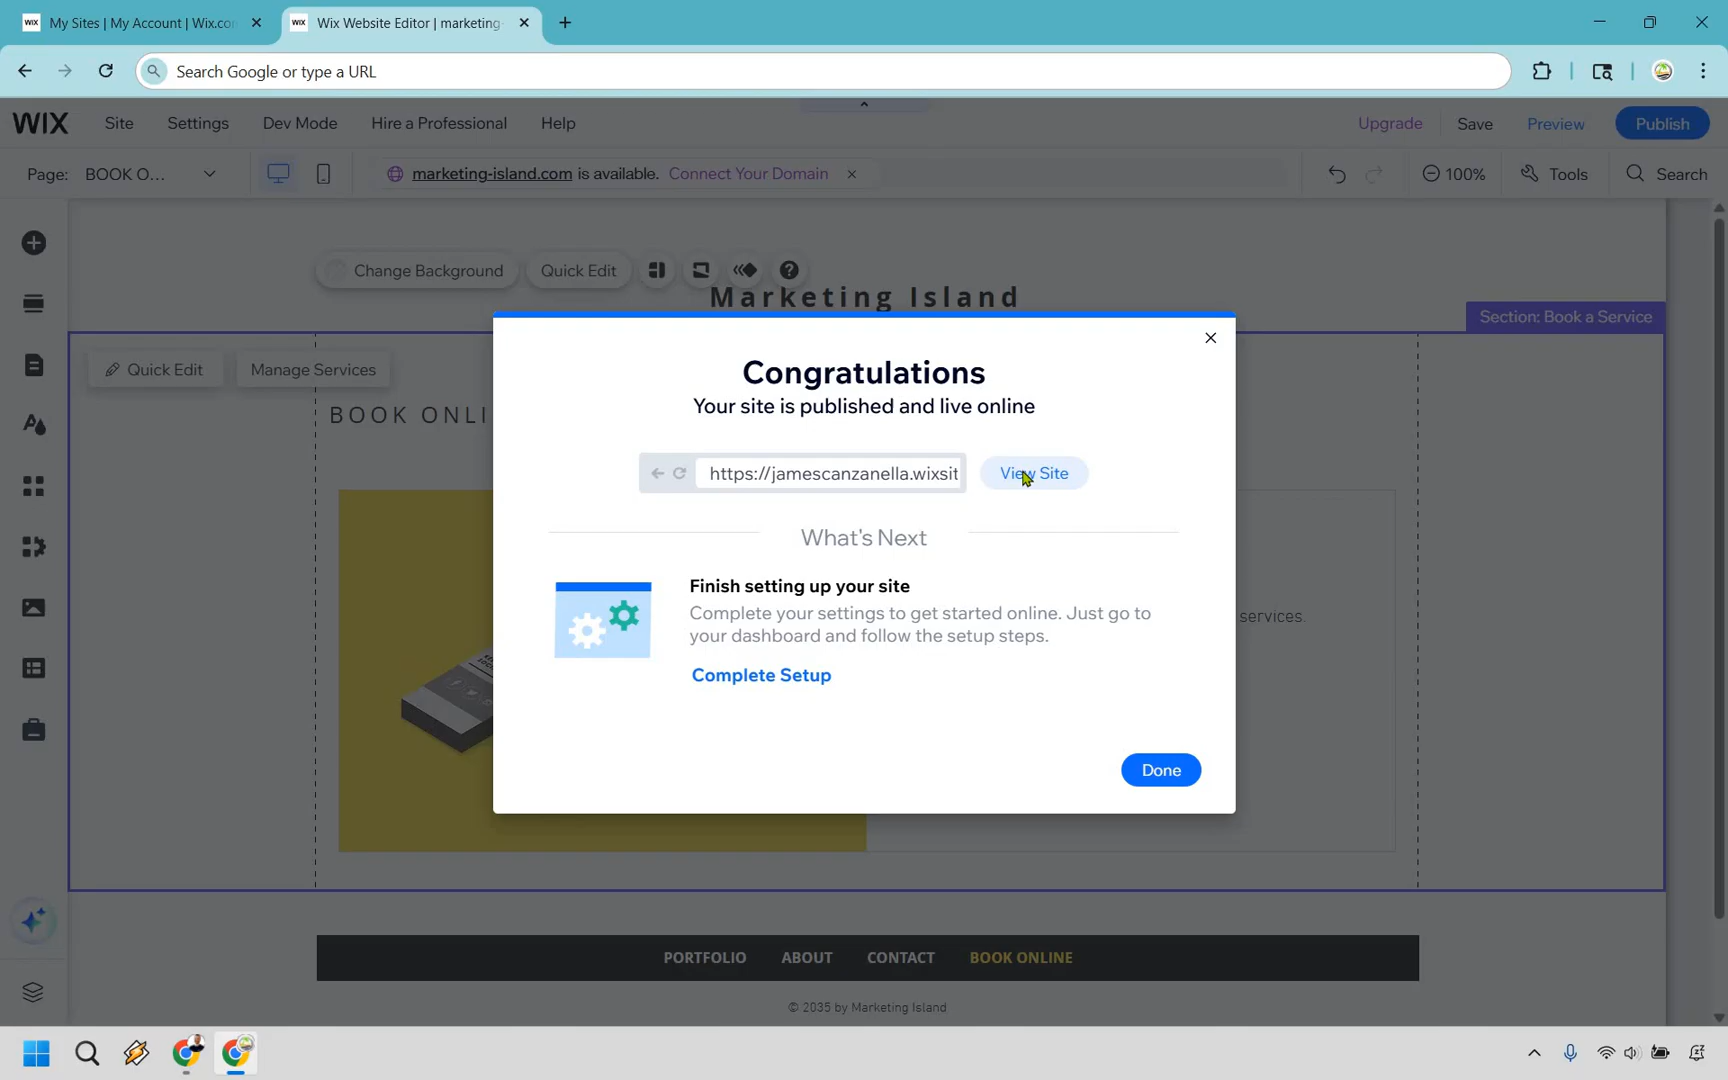 WIX My Sites | My Account | Wix.co
WIX Wix Website Editor | marketing-
Search Google or type a URL
WIX Site Settings Dev Mode Hire a Professional Help Upgrade Save Preview Publish
Page: BOOK O... marketing-island.com is available. Connect Your Domain 100% Tools Search
Change Background Quick Edit
Marketing Island
Section: Book a Service
Quick Edit Manage Services
BOOK ONLI
Congratulations
Your site is published and live online
https://jamescanzanella.wixsit View Site
What's Next
Finish setting up your site
Complete your settings to get started online. Just go to
your dashboard and follow the setup steps.
Complete Setup
services.
Done
PORTFOLIO ABOUT CONTACT BOOK ONLINE
© 2035 by Marketing Island